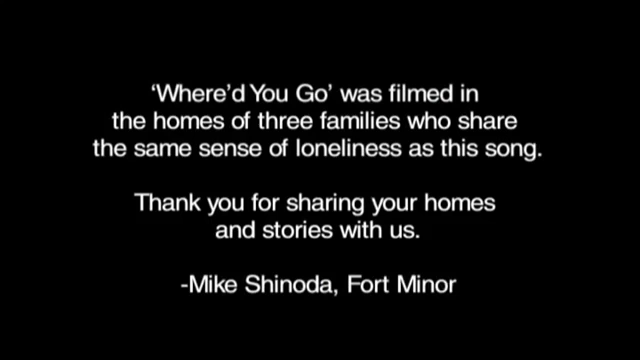 ‘Where’d You Go’ was filmed in
the homes of three families who share
the same sense of loneliness as this song.
Thank you for sharing your homes
and stories with us.
-Mike Shinoda, Fort Minor